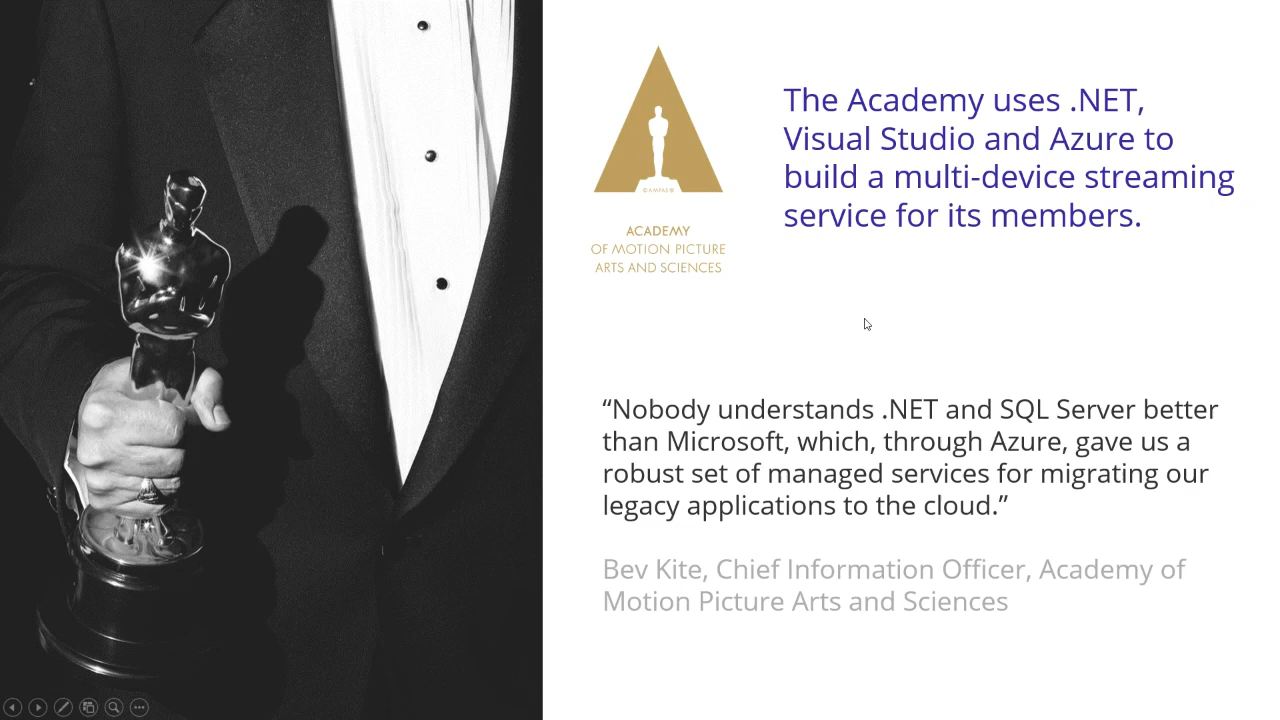 The Academy uses .NET,
Visual Studio and Azure to
build a multi-device streaming
service for its members.
©AMPAS®
ACADEMY
OF MOTION PICTURE
ARTS AND SCIENCES
“Nobody understands .NET and SQL Server better
than Microsoft, which, through Azure, gave us a
robust set of managed services for migrating our
legacy applications to the cloud.”
Bev Kite, Chief Information Officer, Academy of
Motion Picture Arts and Sciences